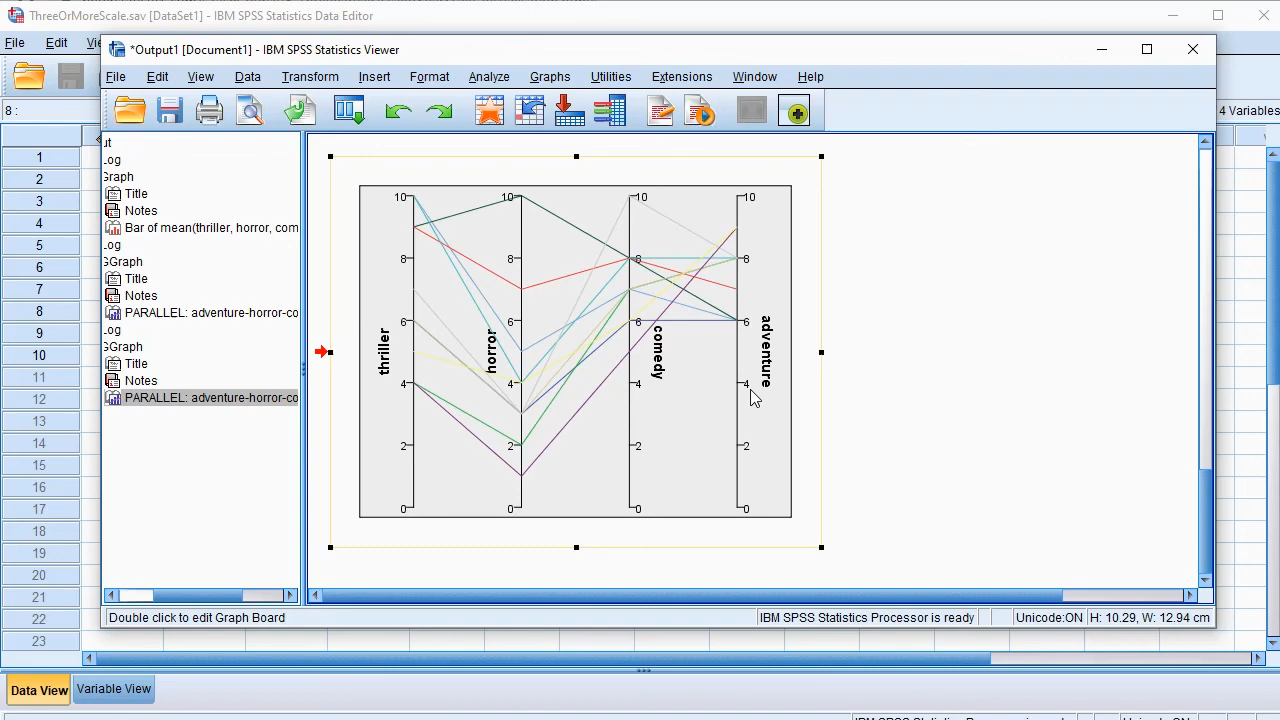 ThreeOrMoreScale.sav [DataSet1] - IBM SPSS Statistics Data Editor
File Edit
*Output1 [Document1] - IBM SPSS Statistics Viewer
File Edit View Data Transform Insert Format Analyze Graphs Utilities Extensions Window Help
8 :
4 Variables
1
2
3
4
5
6
7
8
9
10
11
12
13
14
15
16
17
18
19
20
21
22
23
Log
Graph
Title
Notes
Bar of mean(thriller, horror, com
Log
GGraph
Title
Notes
PARALLEL: adventure-horror-co
Log
GGraph
Title
Notes
PARALLEL: adventure-horror-co
10 10 10 10
8 8 8 8
6 6 6 6
4 4 4 4
2 2 2 2
0 0 0 0
thriller
horror
comedy
adventure
Double click to edit Graph Board
IBM SPSS Statistics Processor is ready
Unicode:ON
H: 10.29, W: 12.94 cm
Data View
Variable View